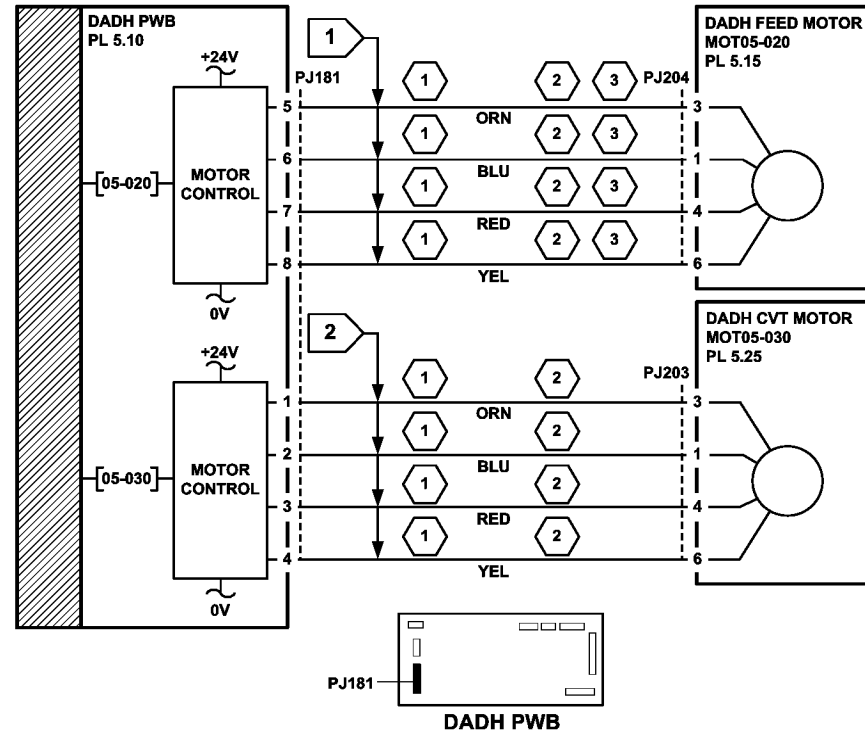 DADH PWB
PL 5.10
+24V
MOTOR
CONTROL
0V
[05-020]
PJ181
1
5
6
7
8
1 2 3
ORN
1 2 3
BLU
1 2 3
RED
1 2 3
YEL
PJ204
3
1
4
6
DADH FEED MOTOR
MOT05-020
PL 5.15
+24V
MOTOR
CONTROL
0V
[05-030]
2
1
2
3
4
1 2
ORN
1 2
BLU
1 2
RED
1 2
YEL
PJ203
3
1
4
6
DADH CVT MOTOR
MOT05-030
PL 5.25
PJ181
DADH PWB